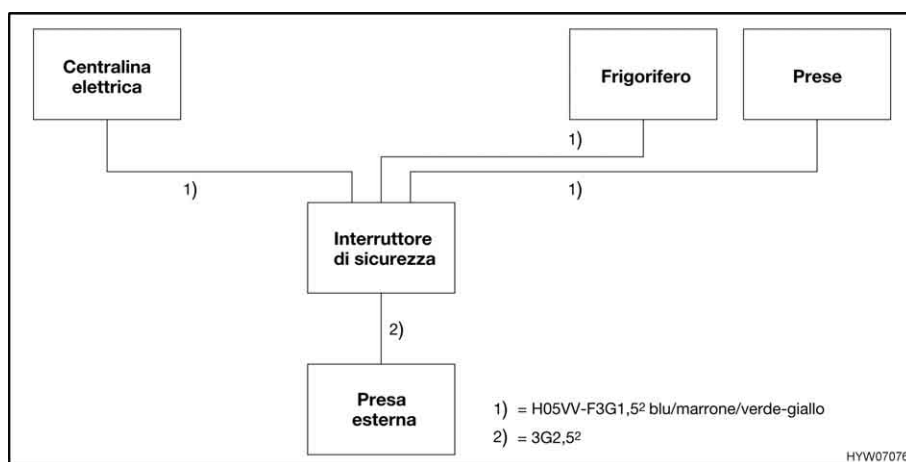 Centralina
elettrica
Frigorifero
Prese
1)
1)
1)
Interruttore
di sicurezza
2)
Presa
esterna
1) = H05VV-F3G1,5² blu/marrone/verde-giallo
2) = 3G2,5²
HYW07076